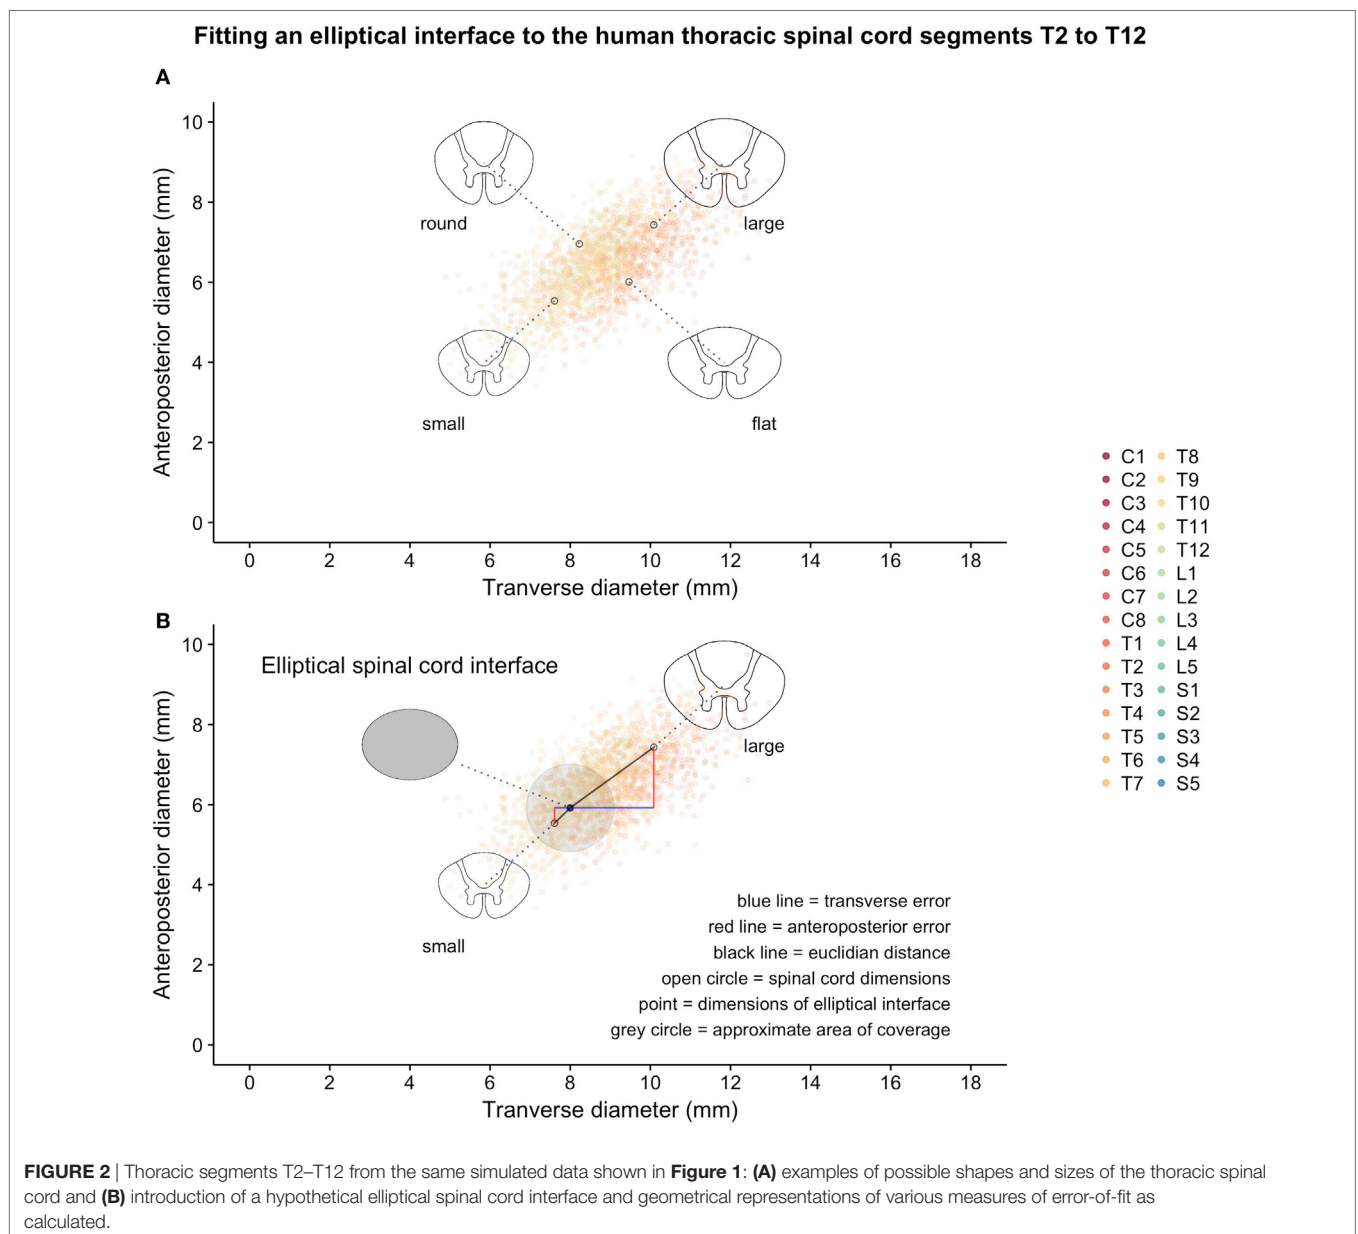 Fitting an elliptical interface to the human thoracic spinal cord segments T2 to T12
A
10
8
6
4
2
0
Anteroposterior diameter (mm)
round
large
small
flat
0 2 4 6 8 10 12 14 16 18
Tranverse diameter (mm)
C1 T8
C2 T9
C3 T10
C4 T11
C5 T12
C6 L1
C7 L2
C8 L3
T1 L4
T2 L5
T3 S1
T4 S2
T5 S3
T6 S4
T7 S5
B
10
8
6
4
2
0
Anteroposterior diameter (mm)
Elliptical spinal cord interface
large
small
blue line = transverse error
red line = anteroposterior error
black line = euclidian distance
open circle = spinal cord dimensions
point = dimensions of elliptical interface
grey circle = approximate area of coverage
0 2 4 6 8 10 12 14 16 18
Tranverse diameter (mm)
FIGURE 2 | Thoracic segments T2–T12 from the same simulated data shown in Figure 1: (A) examples of possible shapes and sizes of the thoracic spinal
cord and (B) introduction of a hypothetical elliptical spinal cord interface and geometrical representations of various measures of error-of-fit as
calculated.